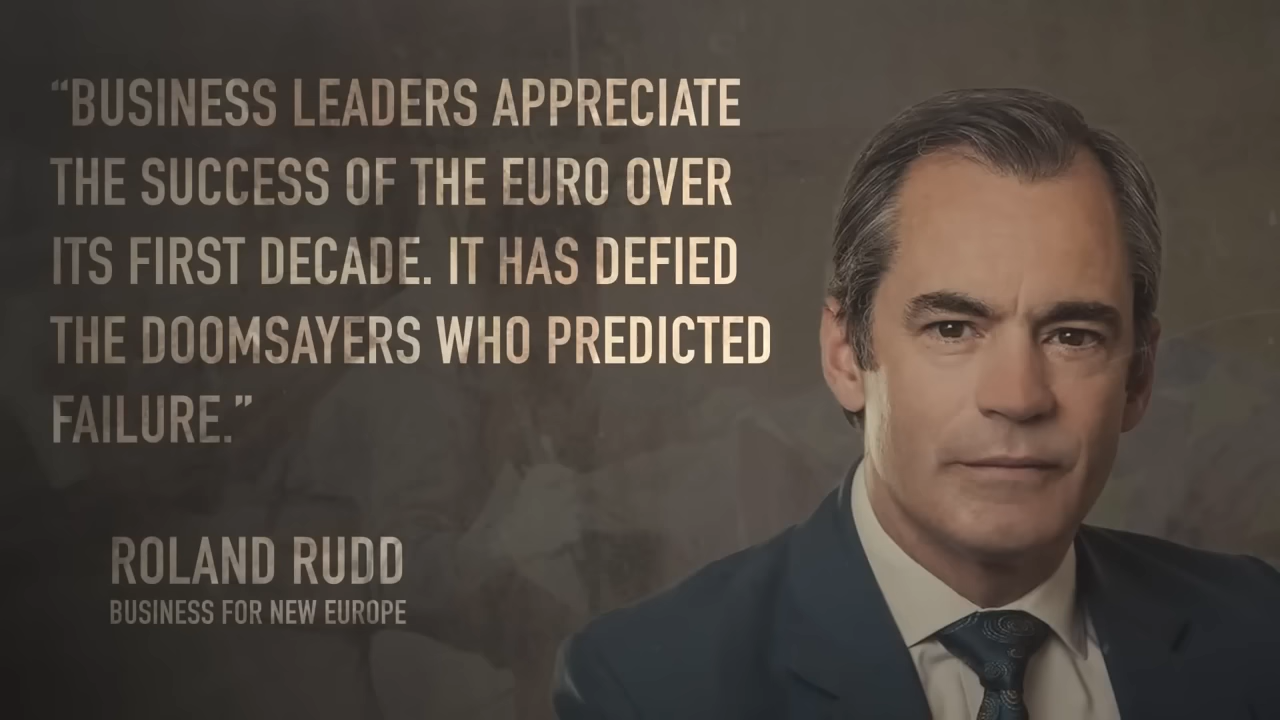 “BUSINESS LEADERS APPRECIATE
THE SUCCESS OF THE EURO OVER
ITS FIRST DECADE. IT HAS DEFIED
THE DOOMSAYERS WHO PREDICTED
FAILURE.”
ROLAND RUDD
BUSINESS FOR NEW EUROPE